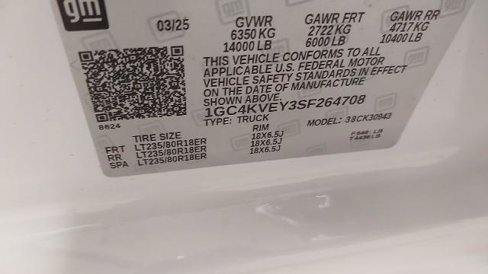 gm
03/25 GVWR GAWR FRT GAWR RR
6350 KG 2722 KG 4717 KG
14000 LB 6000 LB 10400 LB
THIS VEHICLE CONFORMS TO ALL
APPLICABLE U.S. FEDERAL MOTOR
VEHICLE SAFETY STANDARDS IN EFFECT
ON THE DATE OF MANUFACTURE
SHOWN ABOVE.
1GC4KVEY3SF264708
TYPE: TRUCK MODEL: 38CK30943
8624
TIRE SIZE RIM
FRT LT235/80R18ER 18X6.5J
RR LT235/80R18ER 18X6.5J
SPA LT235/80R18ER 18X6.5J